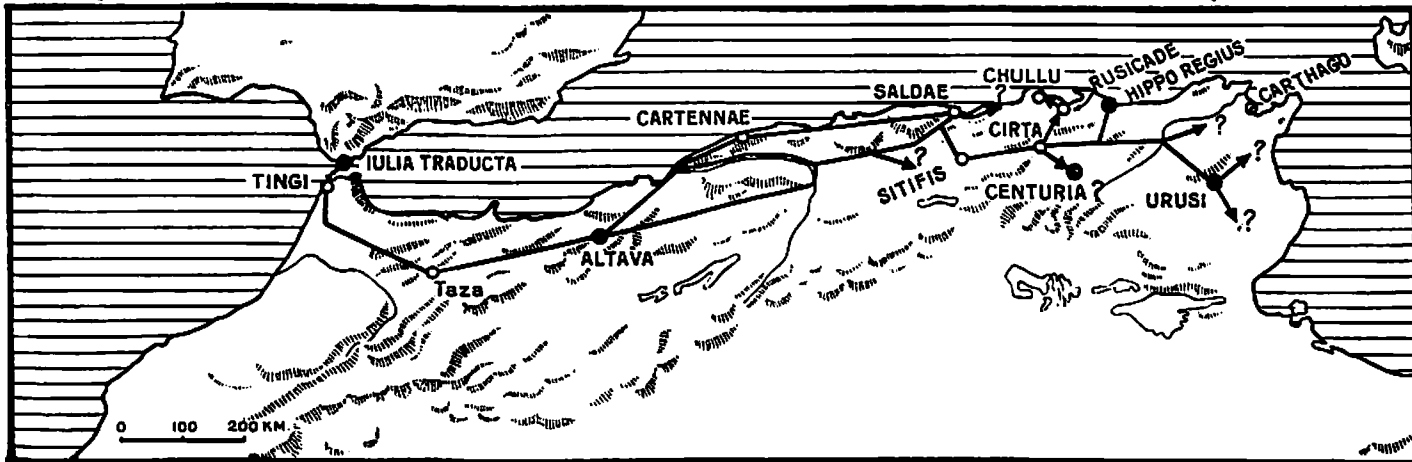 CHULLU
RUSICADE
HIPPO REGIUS
CARTHAGO
SALDAE
?
CARTENNAE
CIRTA
?
IULIA TRADUCTA
?
SITIFIS
?
TINGI
CENTURIA ?
URUSI
?
ALTAVA
Taza
0 100 200 KM.